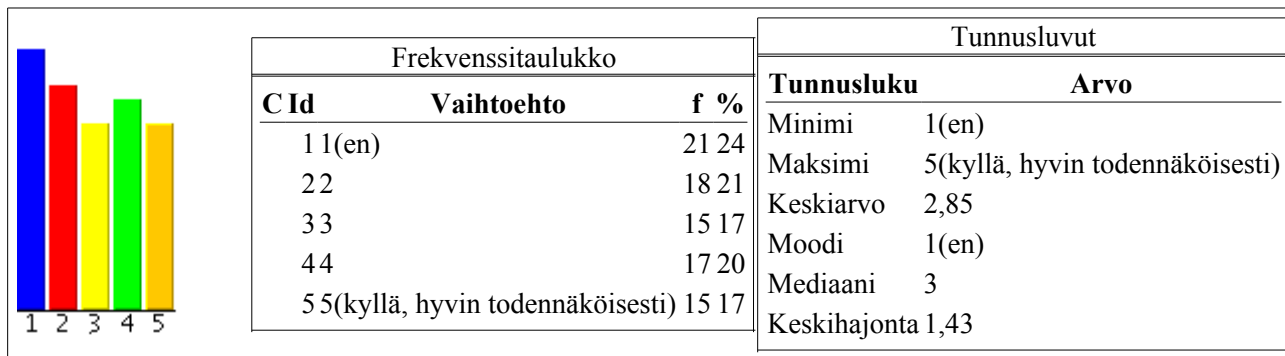 1 2 3 4 5
Frekvenssitaulukko
C Id Vaihtoehto f %
1 1(en) 21 24
2 2 18 21
3 3 15 17
4 4 17 20
5 5(kyllä, hyvin todennäköisesti) 15 17
Tunnusluvut
Tunnusluku Arvo
Minimi 1(en)
Maksimi 5(kyllä, hyvin todennäköisesti)
Keskiarvo 2,85
Moodi 1(en)
Mediaani 3
Keskihajonta 1,43